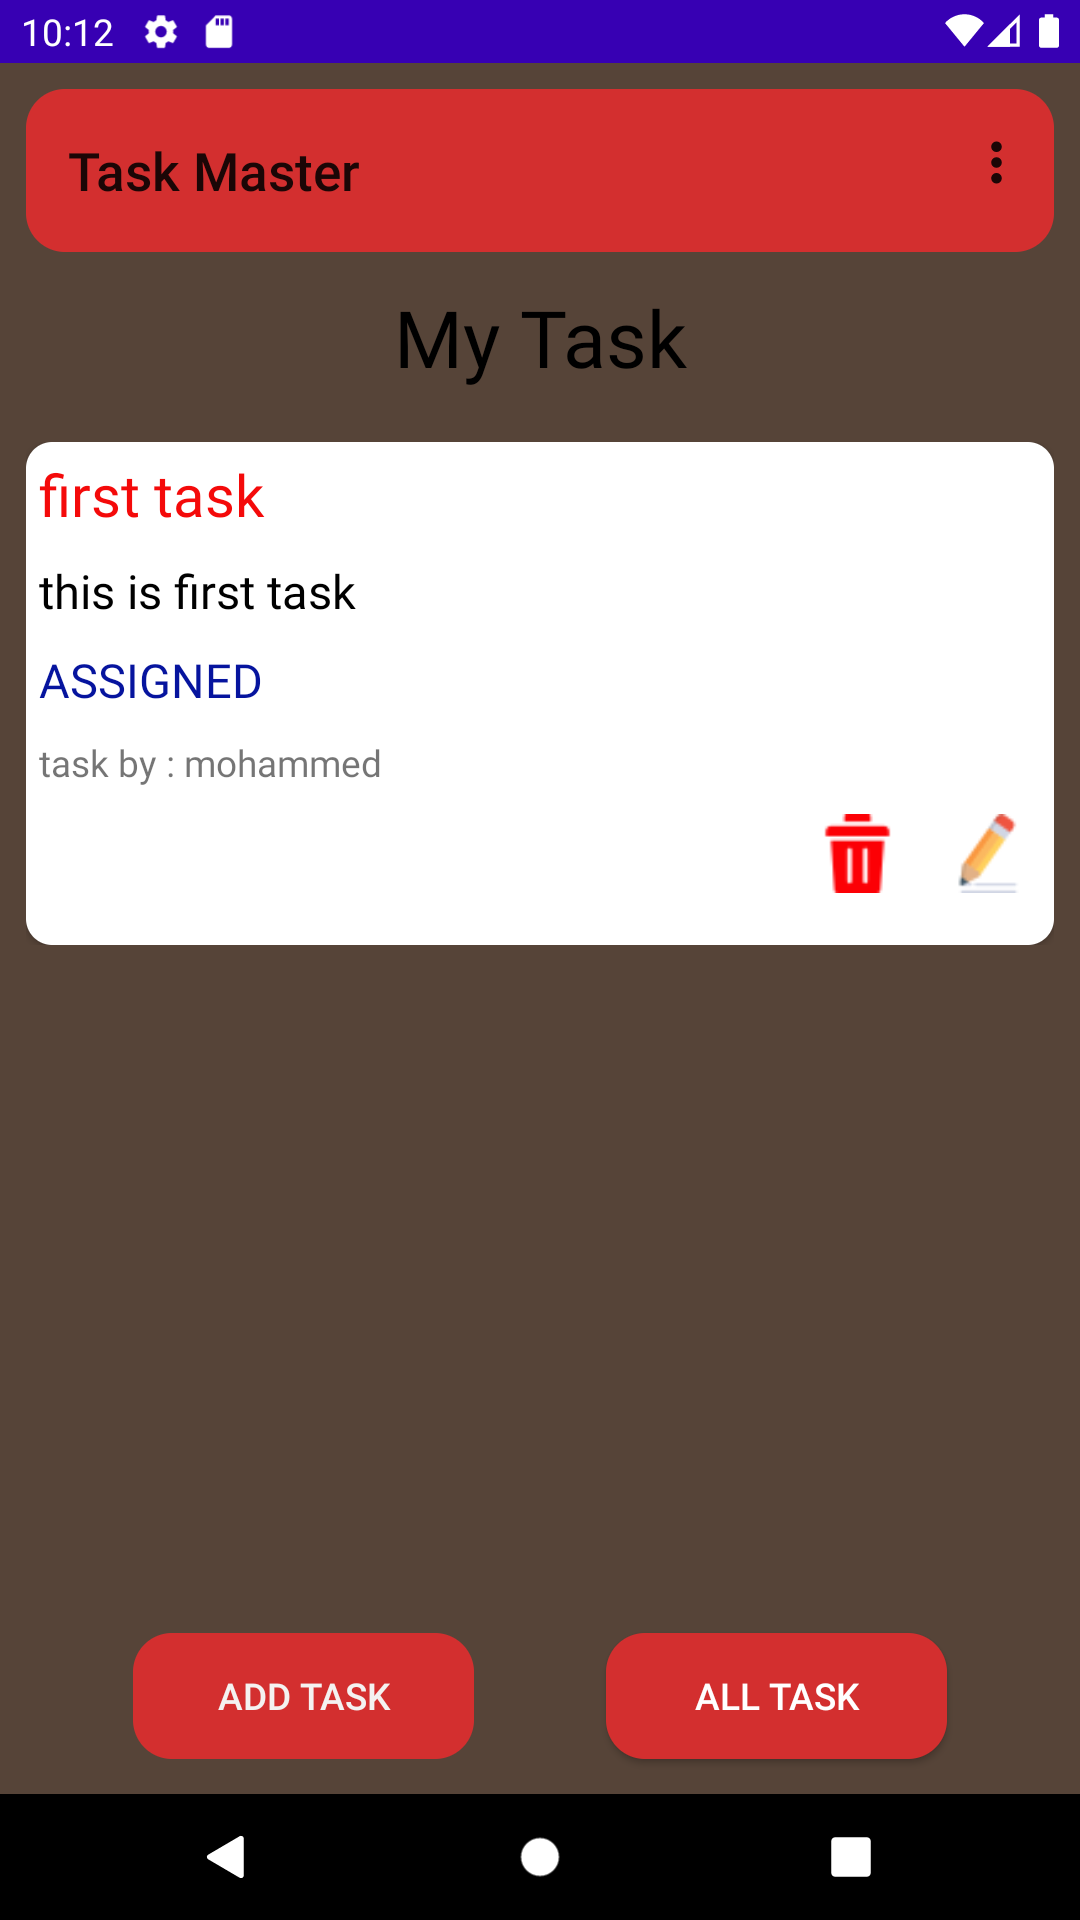 10:12
Task Master
My Task
first task
this is first task
ASSIGNED
task by : mohammed
ADD TASK
ALL TASK